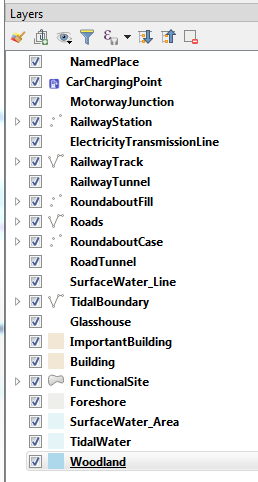 Layers
NamedPlace
CarChargingPoint
MotorwayJunction
RailwayStation
ElectricityTransmissionLine
RailwayTrack
RailwayTunnel
RoundaboutFill
Roads
RoundaboutCase
RoadTunnel
SurfaceWater_Line
TidalBoundary
Glasshouse
ImportantBuilding
Building
FunctionalSite
Foreshore
SurfaceWater_Area
TidalWater
Woodland